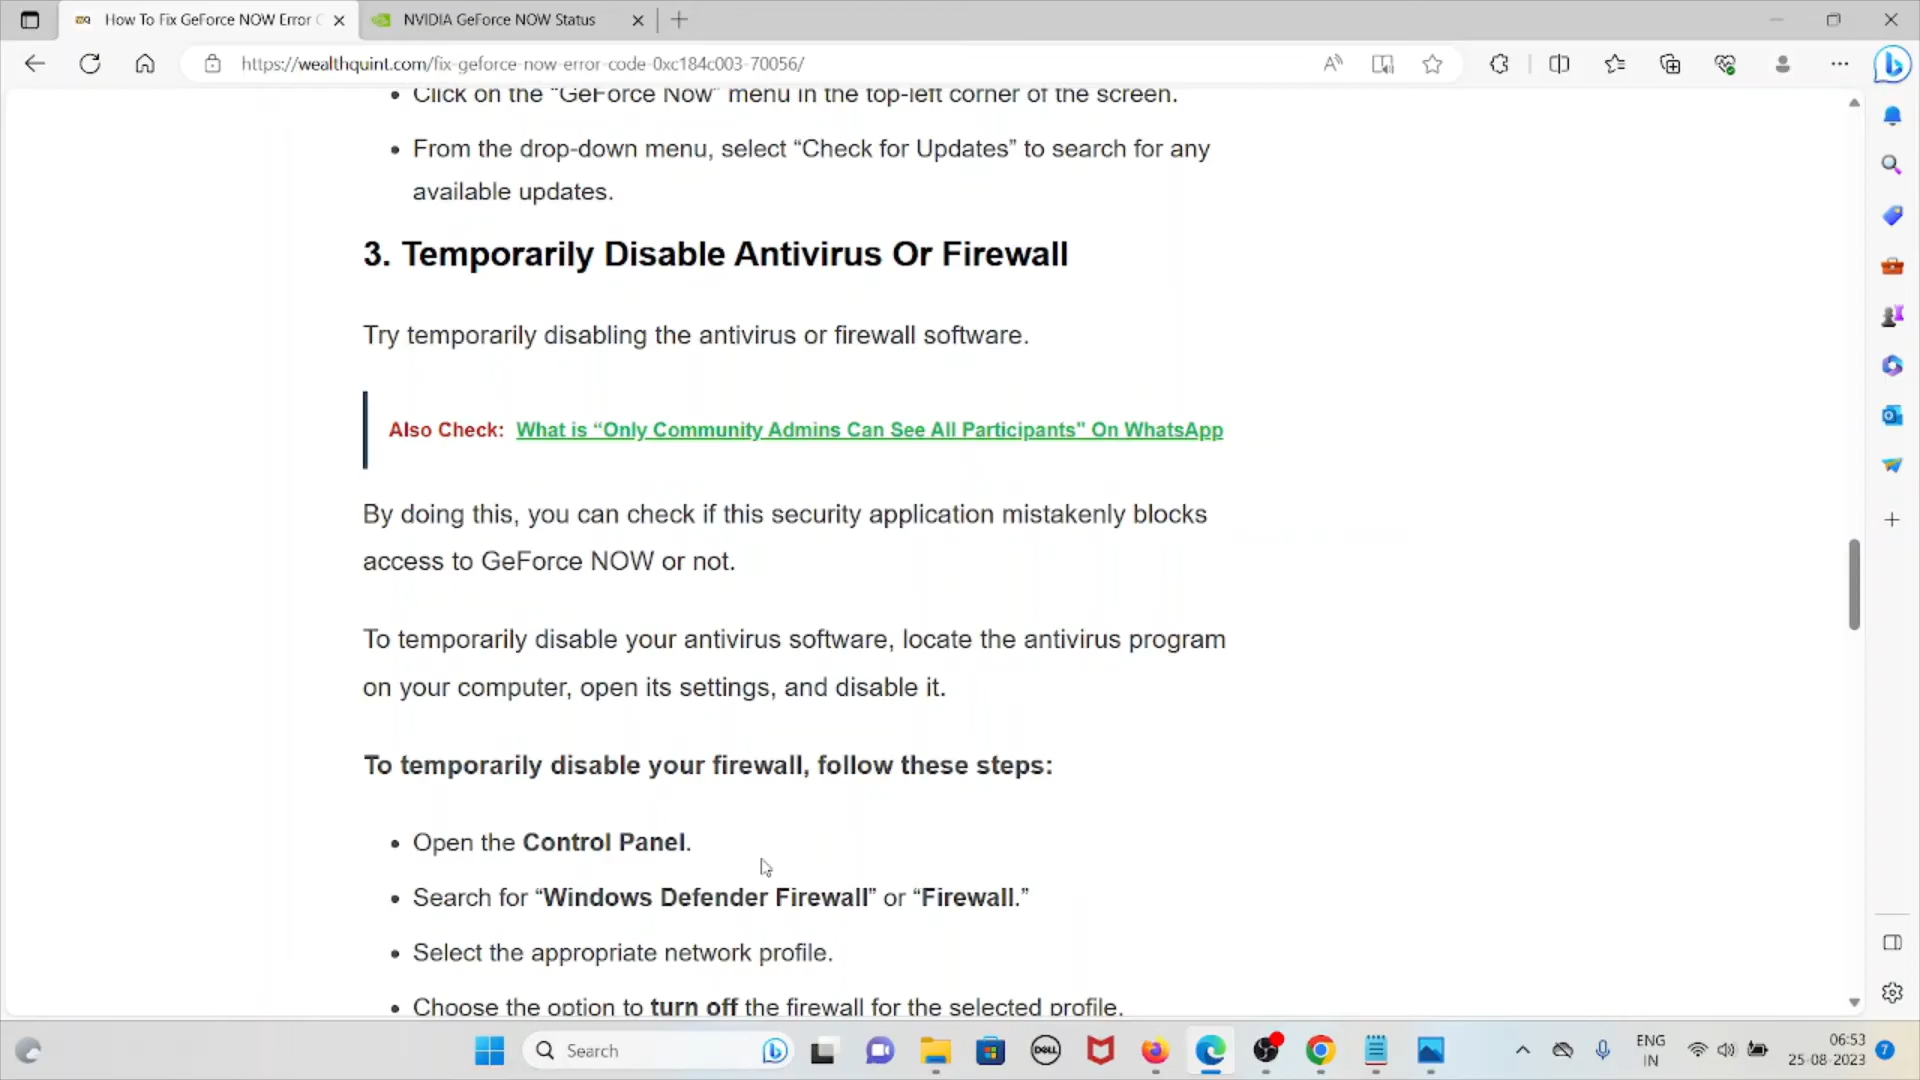 How To Fix GeForce NOW Error C
NVIDIA GeForce NOW Status
https://wealthquint.com/fix-geforce-now-error-code-0xc184c003-70056/
• Click on the “GeForce Now” menu in the top-left corner of the screen.
• From the drop-down menu, select “Check for Updates” to search for any
available updates.
3. Temporarily Disable Antivirus Or Firewall
Try temporarily disabling the antivirus or firewall software.
Also Check: What is “Only Community Admins Can See All Participants" On WhatsApp
By doing this, you can check if this security application mistakenly blocks
access to GeForce NOW or not.
To temporarily disable your antivirus software, locate the antivirus program
on your computer, open its settings, and disable it.
To temporarily disable your firewall, follow these steps:
• Open the Control Panel.
• Search for “Windows Defender Firewall” or “Firewall.”
• Select the appropriate network profile.
• Choose the option to turn off the firewall for the selected profile.
Search
DELL
ENG
IN
06:53
25-08-2023
7